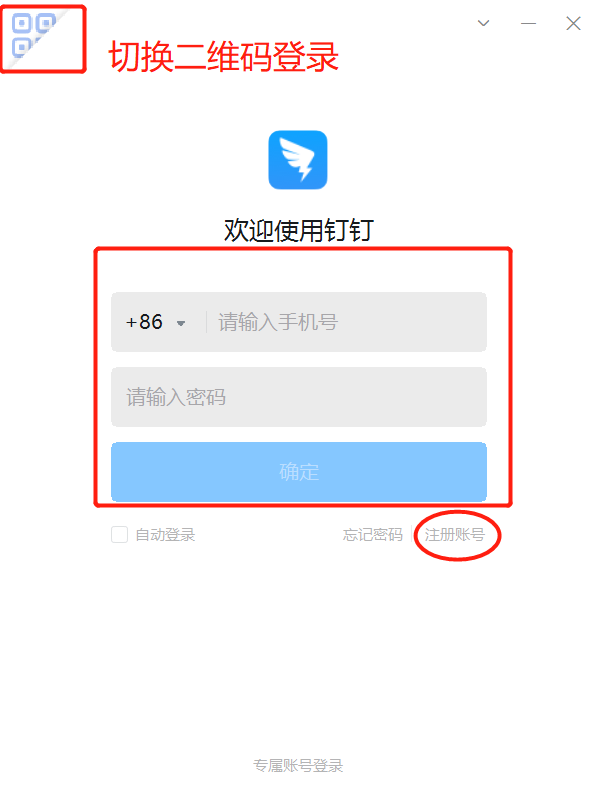 切换二维码登录
欢迎使用钉钉
+86 请输入手机号
请输入密码
确定
自动登录 忘记密码 注册账号
专属账号登录